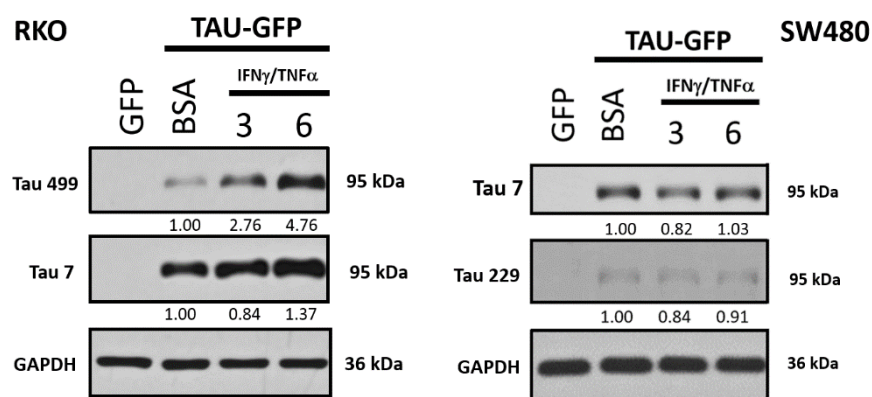 RKO
TAU-GFP
IFNγ/TNFα
GFP
BSA
3
6
Tau 499
95 kDa
1.00 2.76 4.76
Tau 7
95 kDa
1.00 0.84 1.37
GAPDH
36 kDa
SW480
TAU-GFP
IFNγ/TNFα
GFP
BSA
3
6
Tau 7
95 kDa
1.00 0.82 1.03
Tau 229
95 kDa
1.00 0.84 0.91
GAPDH
36 kDa